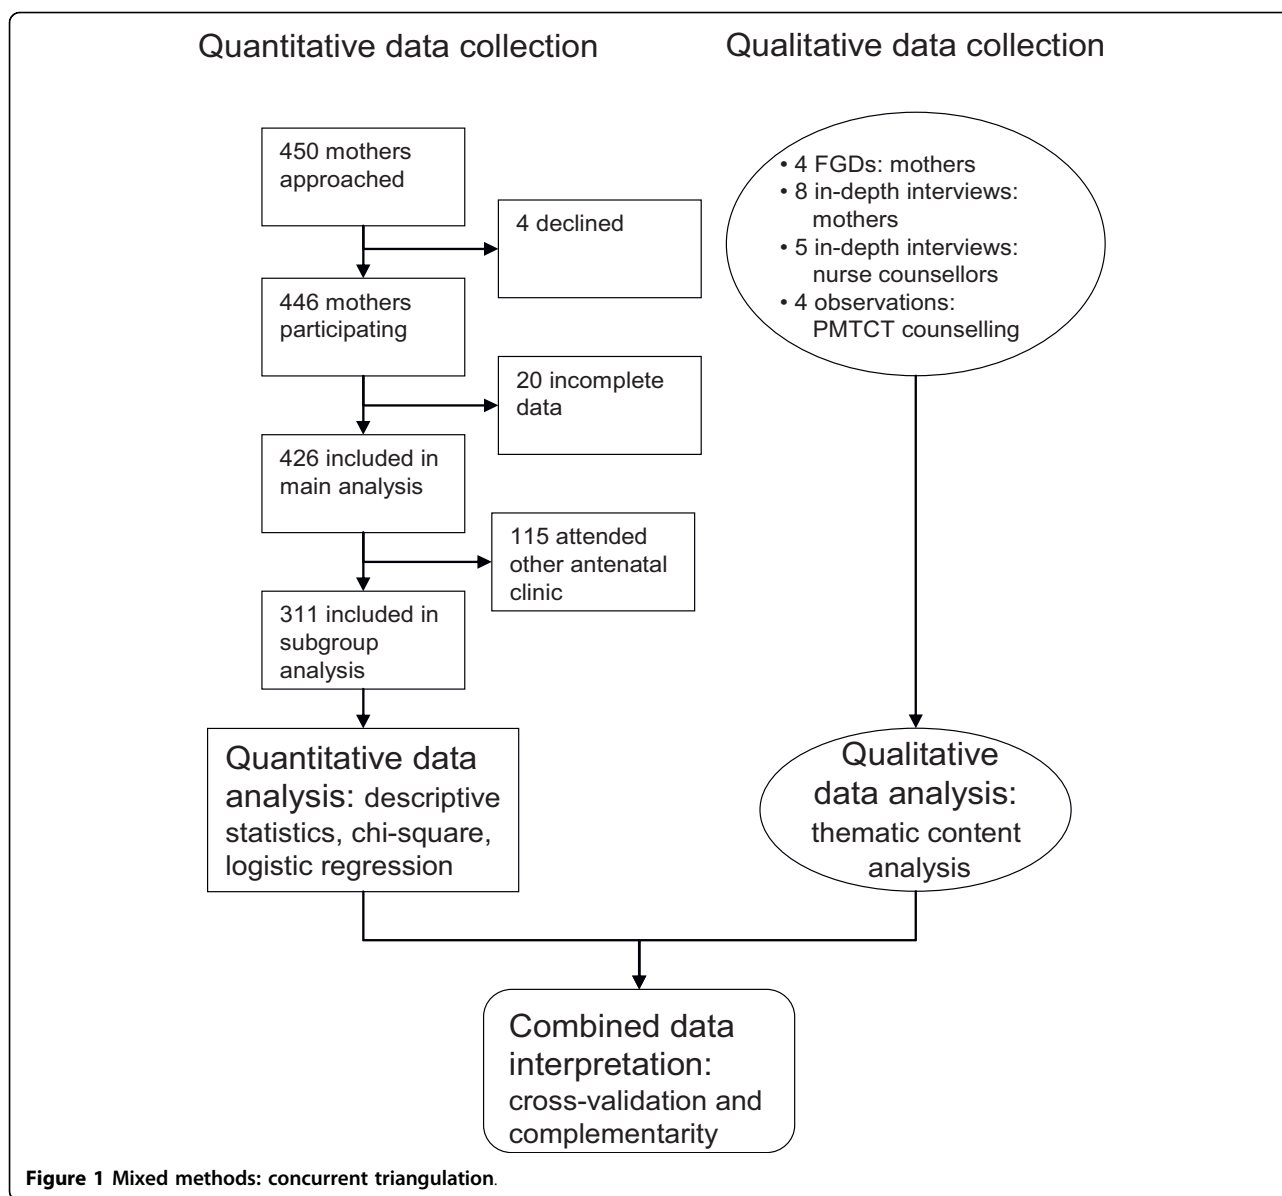 Quantitative data collection
Qualitative data collection
450 mothers
approached
4 declined
446 mothers
participating
20 incomplete
data
426 included in
main analysis
115 attended
other antenatal
clinic
311 included in
subgroup
analysis
Quantitative data
analysis: descriptive
statistics, chi-square,
logistic regression
• 4 FGDs: mothers
• 8 in-depth interviews:
mothers
• 5 in-depth interviews:
nurse counsellors
• 4 observations:
PMTCT counselling
Qualitative
data analysis:
thematic content
analysis
Combined data
interpretation:
cross-validation and
complementarity
Figure 1 Mixed methods: concurrent triangulation.